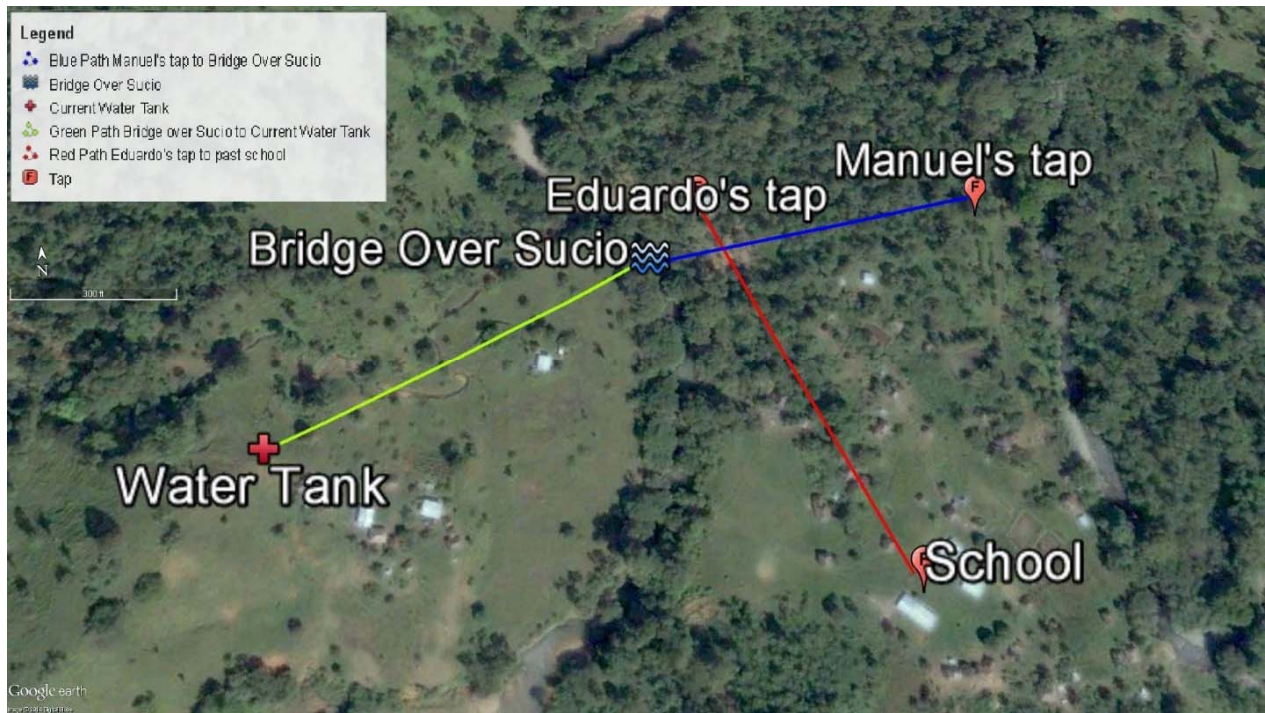 Legend
Blue Path Manuel's tap to Bridge Over Sucio
Bridge Over Sucio
Current Water Tank
Green Path Bridge over Sucio to Current Water Tank
Red Path Eduardo's tap to past school
F Tap
Manuel's tap
F
Eduardo's tap
Bridge Over Sucio
N
300 ft
Water Tank
School
Google earth